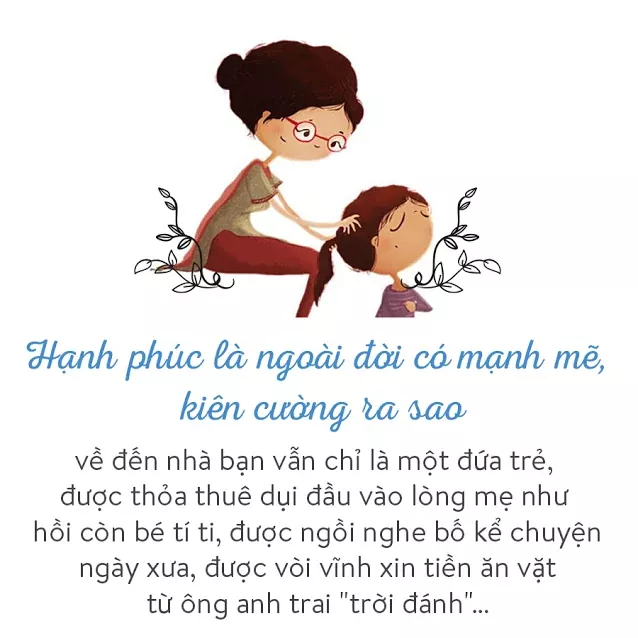 Hạnh phúc là ngoài đời có mạnh mẽ,
kiên cường ra sao
về đến nhà bạn vẫn chỉ là một đứa trẻ,
được thỏa thuê dụi đầu vào lòng mẹ như
hồi còn bé tí ti, được ngồi nghe bố kể chuyện
ngày xưa, được vòi vĩnh xin tiền ăn vặt
từ ông anh trai "trời đánh"...